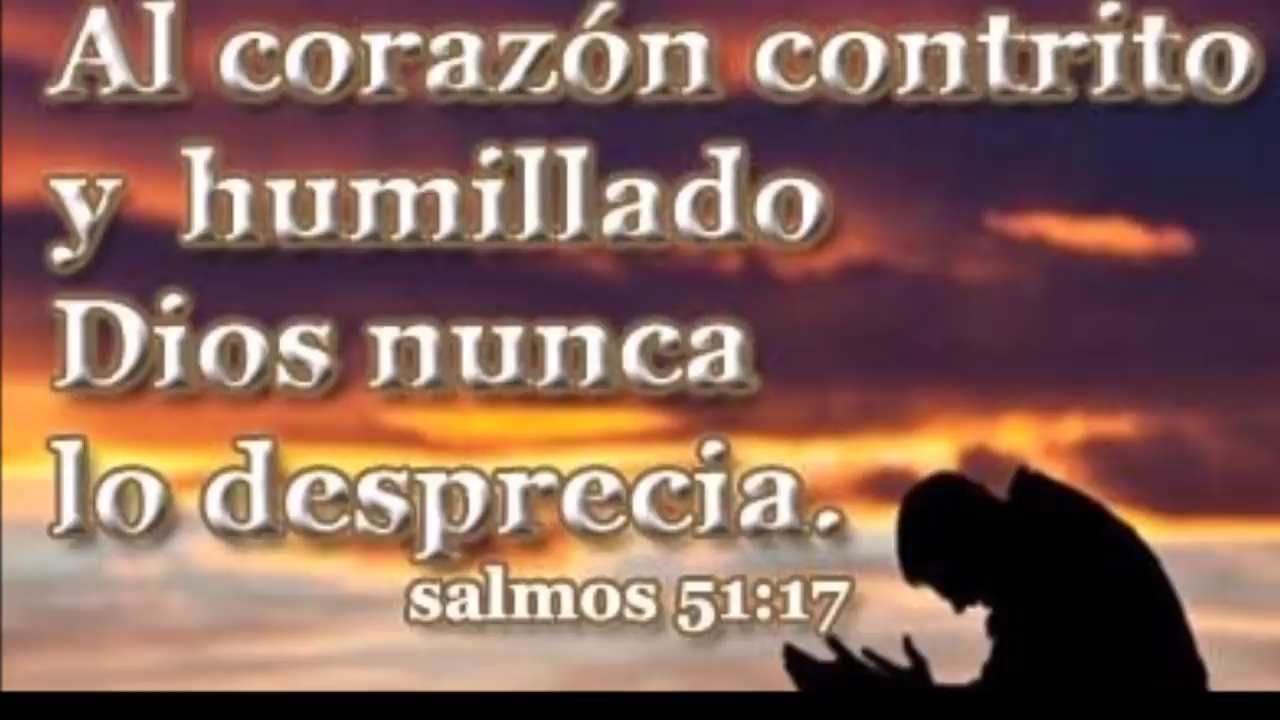 Al corazón contrito
y humillado
Dios nunca
lo desprecia.
salmos 51:17